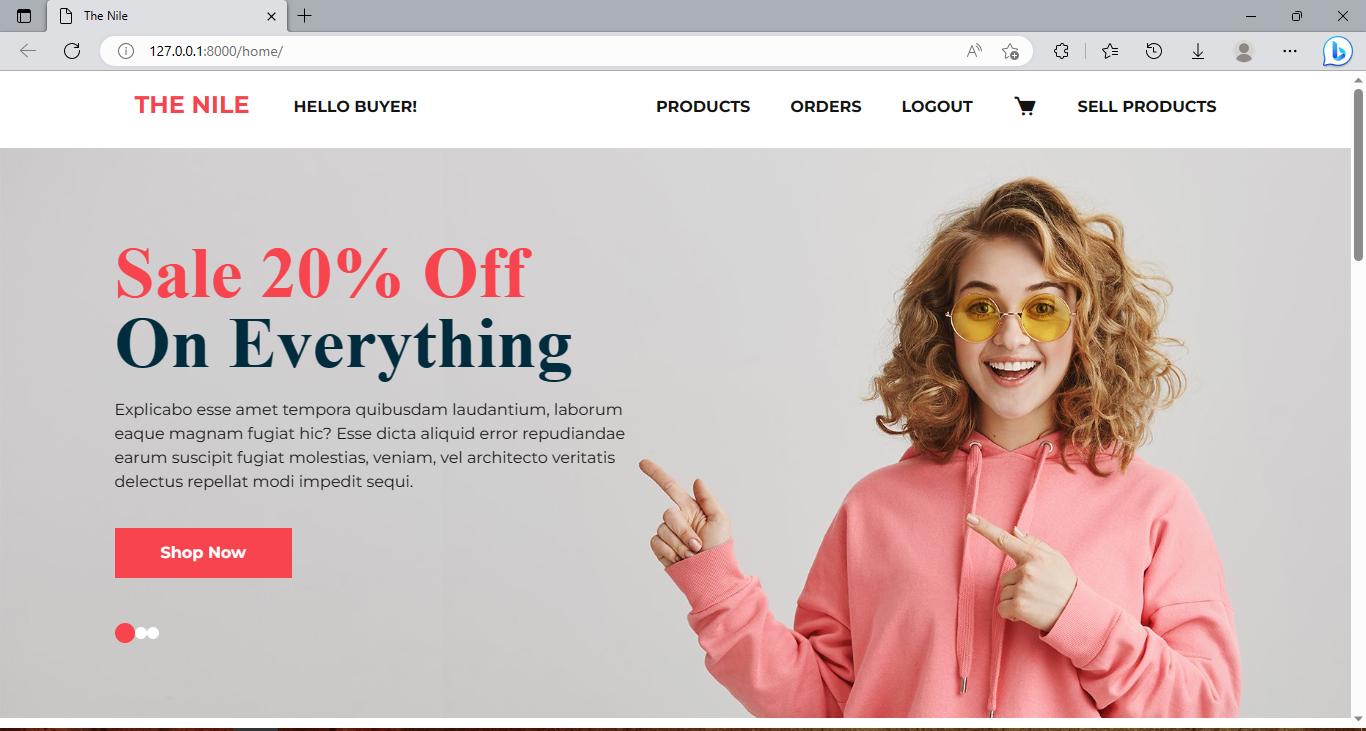 The Nile
127.0.0.1:8000/home/
THE NILE HELLO BUYER! PRODUCTS ORDERS LOGOUT SELL PRODUCTS
Sale 20% Off
On Everything
Explicabo esse amet tempora quibusdam laudantium, laborum
eaque magnam fugiat hic? Esse dicta aliquid error repudiandae
earum suscipit fugiat molestias, veniam, vel architecto veritatis
delectus repellat modi impedit sequi.
Shop Now